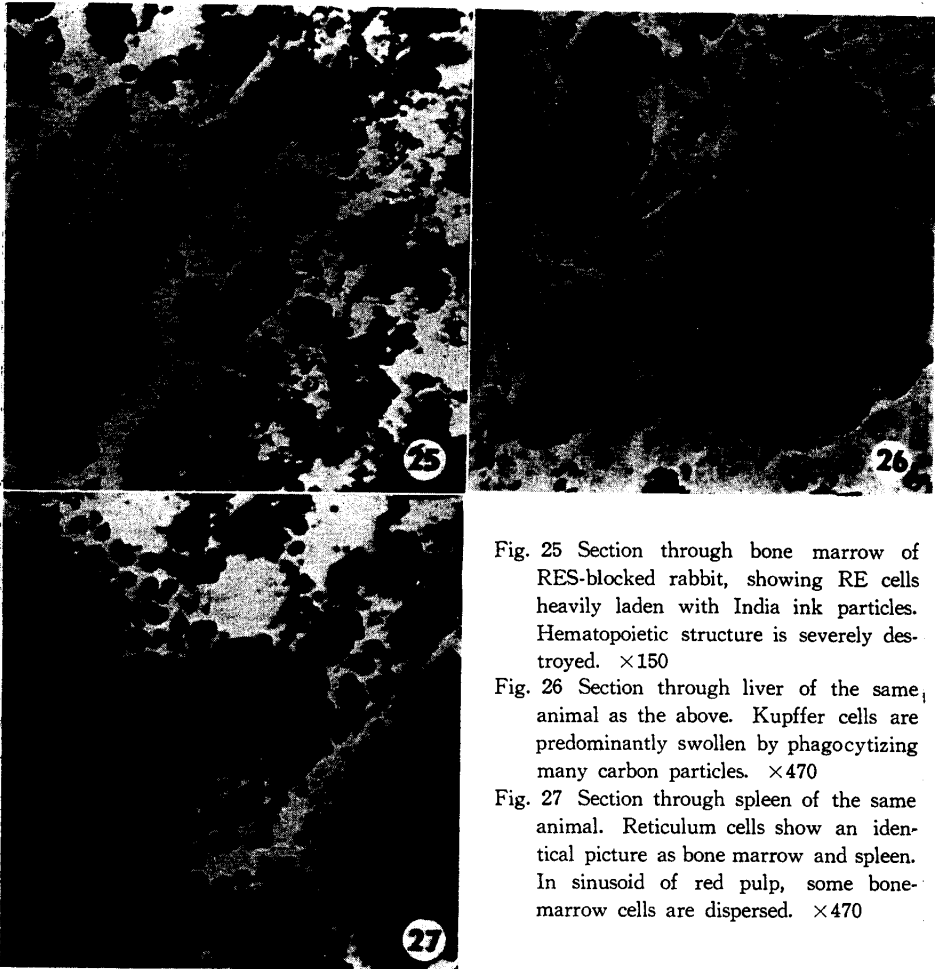 25
26
27
Fig. 25 Section through bone marrow of
RES-blocked rabbit, showing RE cells
heavily laden with India ink particles.
Hematopoietic structure is severely des-
troyed. ×150
Fig. 26 Section through liver of the same
animal as the above. Kupffer cells are
predominantly swollen by phagocytizing
many carbon particles. ×470
Fig. 27 Section through spleen of the same
animal. Reticulum cells show an iden-
tical picture as bone marrow and spleen.
In sinusoid of red pulp, some bone-
marrow cells are dispersed. ×470